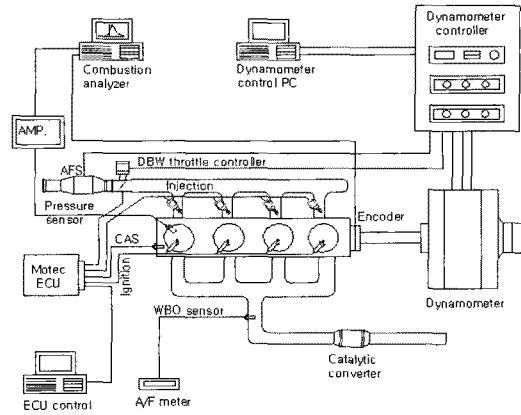 Dynamometer
controller
Combustion
analyzer
Dynamometer
control PC
AMP.
AFS
DBW throttle controller
Injection
Pressure
sensor
Encoder
CAS
Motec
ECU
Ignition
Dynamometer
WBO sensor
Catalytic
converter
ECU control
A/F meter